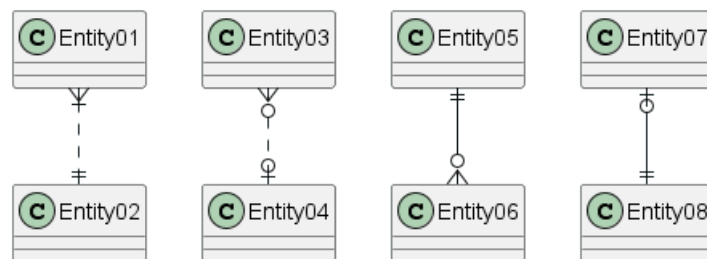 C Entity01
C Entity03
C Entity05
C Entity07
C Entity02
C Entity04
C Entity06
C Entity08